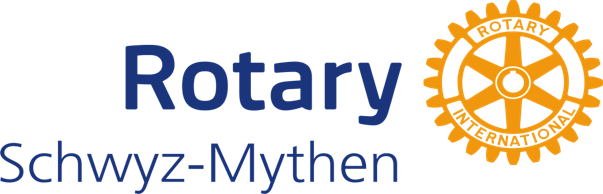 Rotary
Schwyz-Mythen
ROTARY
INTERNATIONAL